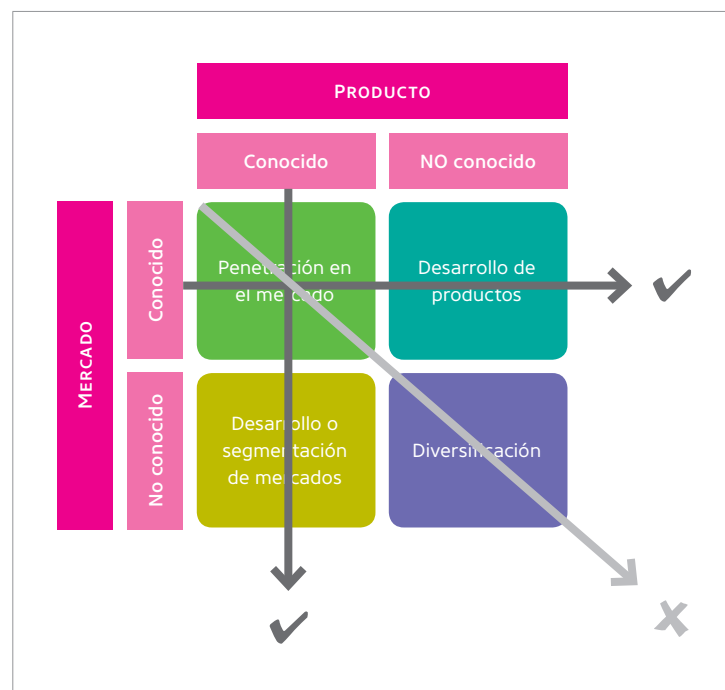 PRODUCTO
Conocido
NO conocido
MERCADO
Conocido
No conocido
Penetración en
el mercado
Desarrollo de
productos
Desarrollo o
segmentación
de mercados
Diversificación